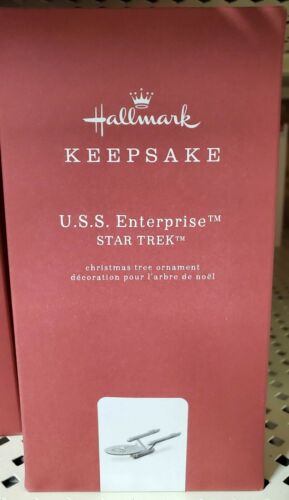 Hallmark
KEEPSAKE
U.S.S. Enterprise™
STAR TREK™
christmas tree ornament
décoration pour l'arbre de noël